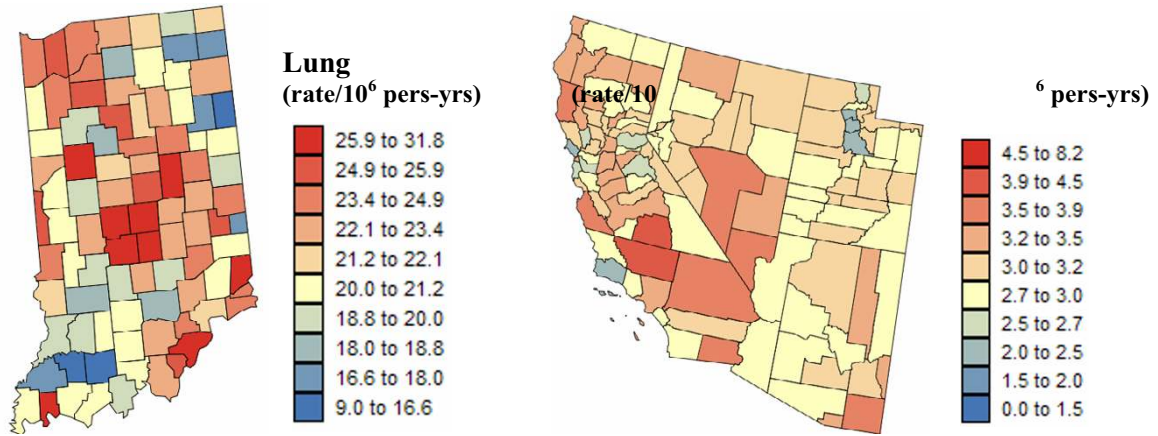 Lung
(rate/10⁶ pers-yrs)
25.9 to 31.8
24.9 to 25.9
23.4 to 24.9
22.1 to 23.4
21.2 to 22.1
20.0 to 21.2
18.8 to 20.0
18.0 to 18.8
16.6 to 18.0
9.0 to 16.6
(rate/10
⁶ pers-yrs)
4.5 to 8.2
3.9 to 4.5
3.5 to 3.9
3.2 to 3.5
3.0 to 3.2
2.7 to 3.0
2.5 to 2.7
2.0 to 2.5
1.5 to 2.0
0.0 to 1.5